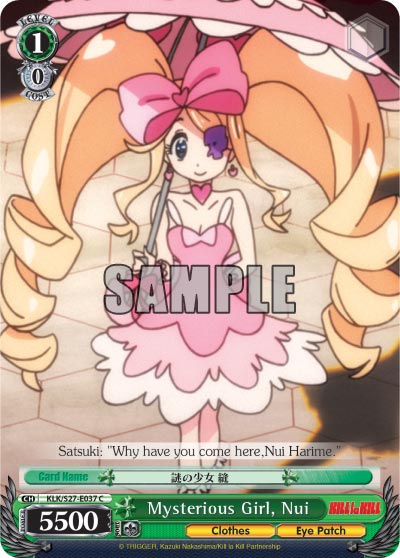 LEVEL
1
0
COST
SAMPLE
Satsuki: "Why have you come here,Nui Harime."
Card Name
謎の少女 縫
CH KLK/S27-E037 C
Mysterious Girl, Nui
KILL la KILL
POWER
5500
Clothes
Eye Patch
© TRIGGER, Kazuki Nakashima/Kill la Kill Partnership